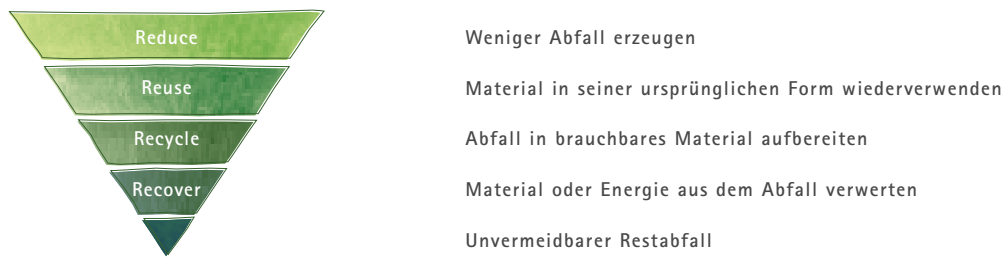 Reduce
Weniger Abfall erzeugen
Reuse
Material in seiner ursprünglichen Form wiederverwenden
Recycle
Abfall in brauchbares Material aufbereiten
Recover
Material oder Energie aus dem Abfall verwerten
Unvermeidbarer Restabfall